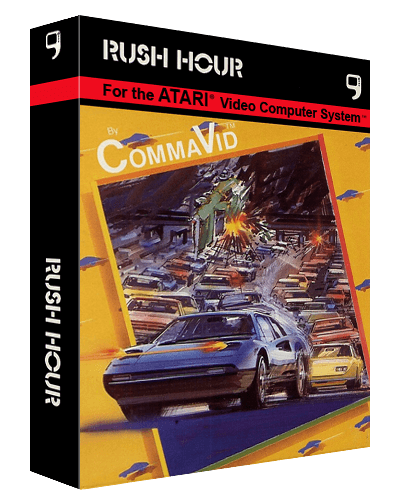 RUSH HOUR
For the ATARI® Video Computer System™
By
CommaVid™
RUSH HOUR